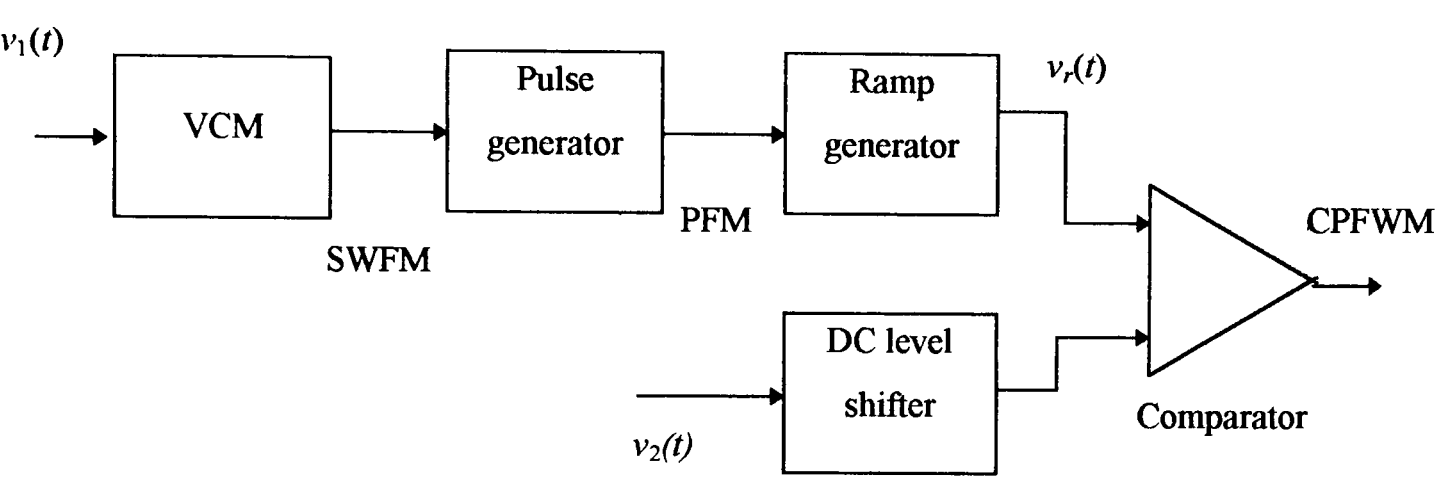 v₁(t)
VCM
SWFM
Pulse
generator
PFM
Ramp
generator
vᵣ(t)
v₂(t)
DC level
shifter
Comparator
CPFWM